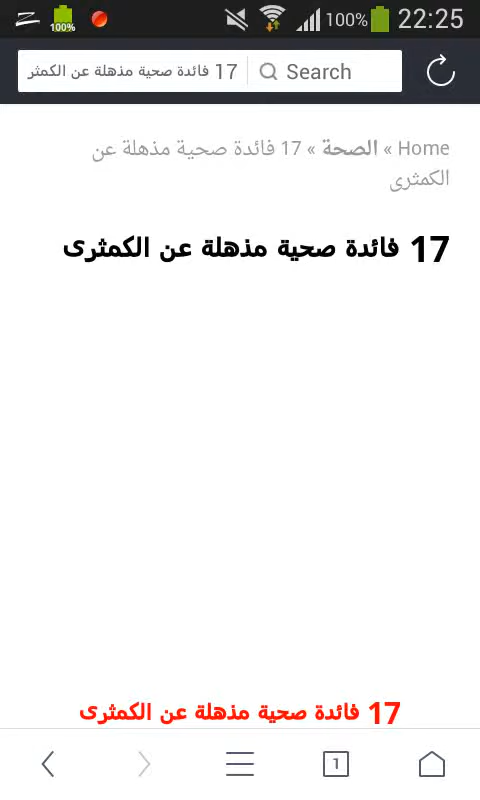 100%
100%
22:25
17 فائدة صحية مذهلة عن الكمثر
Search
Home » الصحة » 17 فائدة صحية مذهلة عن
الكمثرى
17 فائدة صحية مذهلة عن الكمثرى
17 فائدة صحية مذهلة عن الكمثرى
1